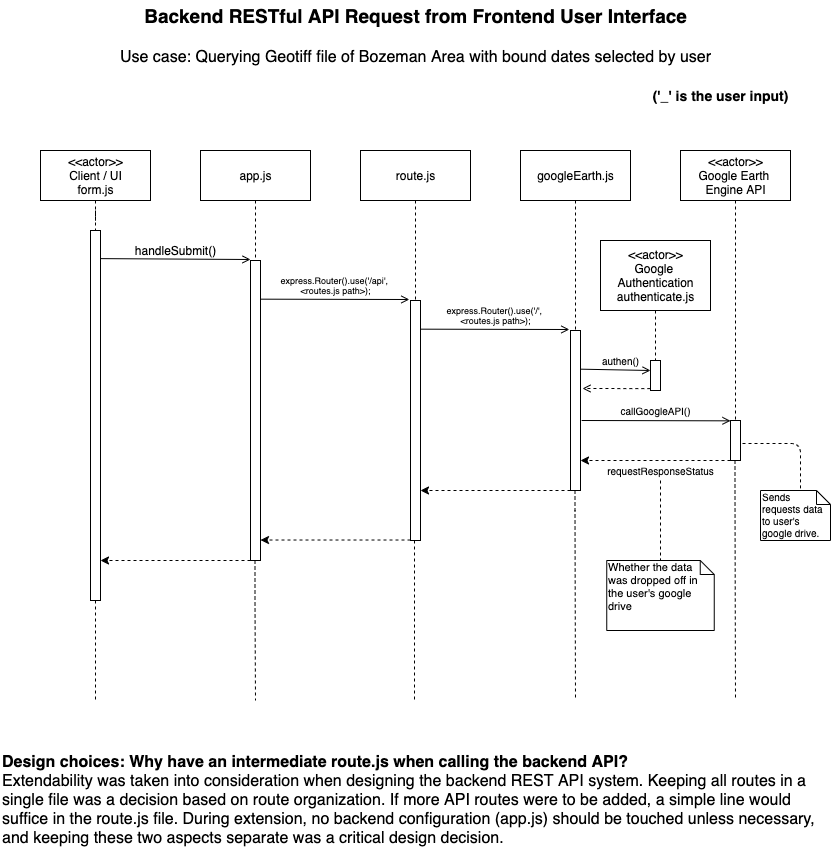 Backend RESTful API Request from Frontend User Interface
Use case: Querying Geotiff file of Bozeman Area with bound dates selected by user
('_' is the user input)
<<actor>>
Client / UI
form.js
app.js
route.js
googleEarth.js
<<actor>>
Google Earth
Engine API
handleSubmit()
<<actor>>
Google
Authentication
authenticate.js
express.Router().use('/api',
<routes.js path>);
express.Router().use('/',
<routes.js path>);
authen()
callGoogleAPI()
requestResponseStatus
Sends
requests data
to user's
google drive.
Whether the data
was dropped off in
the user's google
drive
Design choices: Why have an intermediate route.js when calling the backend API?
Extendability was taken into consideration when designing the backend REST API system. Keeping all routes in a
single file was a decision based on route organization. If more API routes were to be added, a simple line would
suffice in the route.js file. During extension, no backend configuration (app.js) should be touched unless necessary,
and keeping these two aspects separate was a critical design decision.